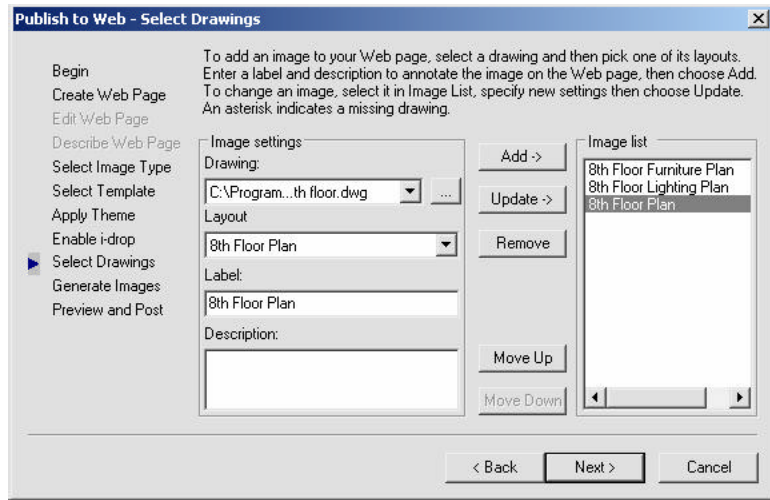 Publish to Web - Select Drawings
Begin
Create Web Page
Edit Web Page
Describe Web Page
Select Image Type
Select Template
Apply Theme
Enable i-drop
Select Drawings
Generate Images
Preview and Post
To add an image to your Web page, select a drawing and then pick one of its layouts.
Enter a label and description to annotate the image on the Web page, then choose Add.
To change an image, select it in Image List, specify new settings then choose Update.
An asterisk indicates a missing drawing.
Image settings
Drawing:
C:\Program...th floor.dwg
...
Layout
8th Floor Plan
Label:
8th Floor Plan
Description:
Add ->
Update ->
Remove
Move Up
Move Down
Image list
8th Floor Furniture Plan
8th Floor Lighting Plan
8th Floor Plan
< Back
Next >
Cancel